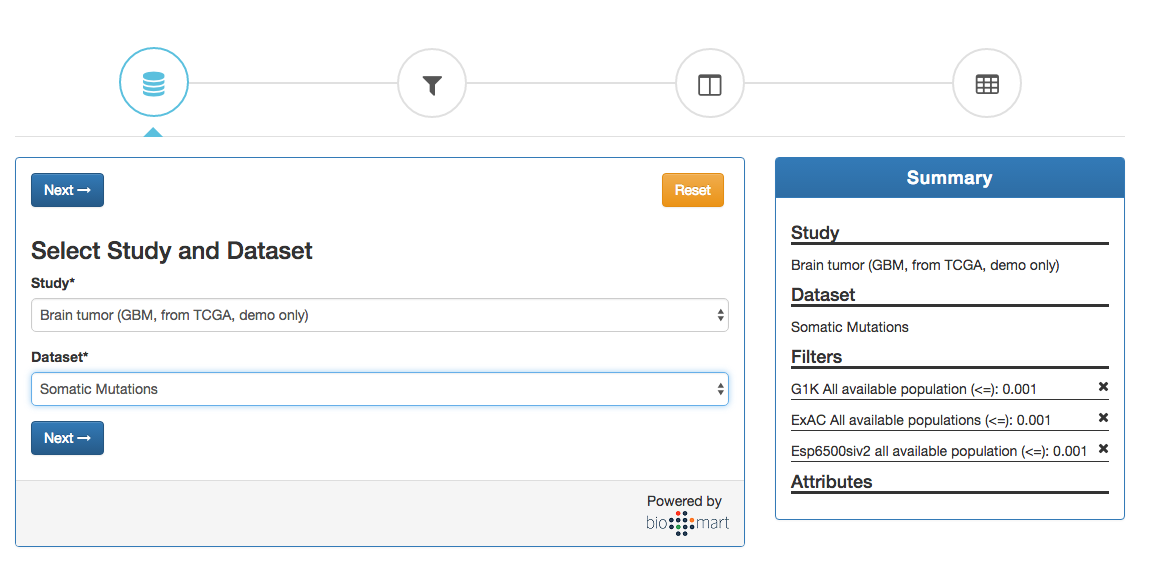 Next →
Reset
Select Study and Dataset
Study*
Brain tumor (GBM, from TCGA, demo only)
Dataset*
Somatic Mutations
Next →
Powered by
bio mart
Summary
Study
Brain tumor (GBM, from TCGA, demo only)
Dataset
Somatic Mutations
Filters
G1K All available population (<=): 0.001 ✖
ExAC All available populations (<=): 0.001 ✖
Esp6500siv2 all available population (<=): 0.001 ✖
Attributes